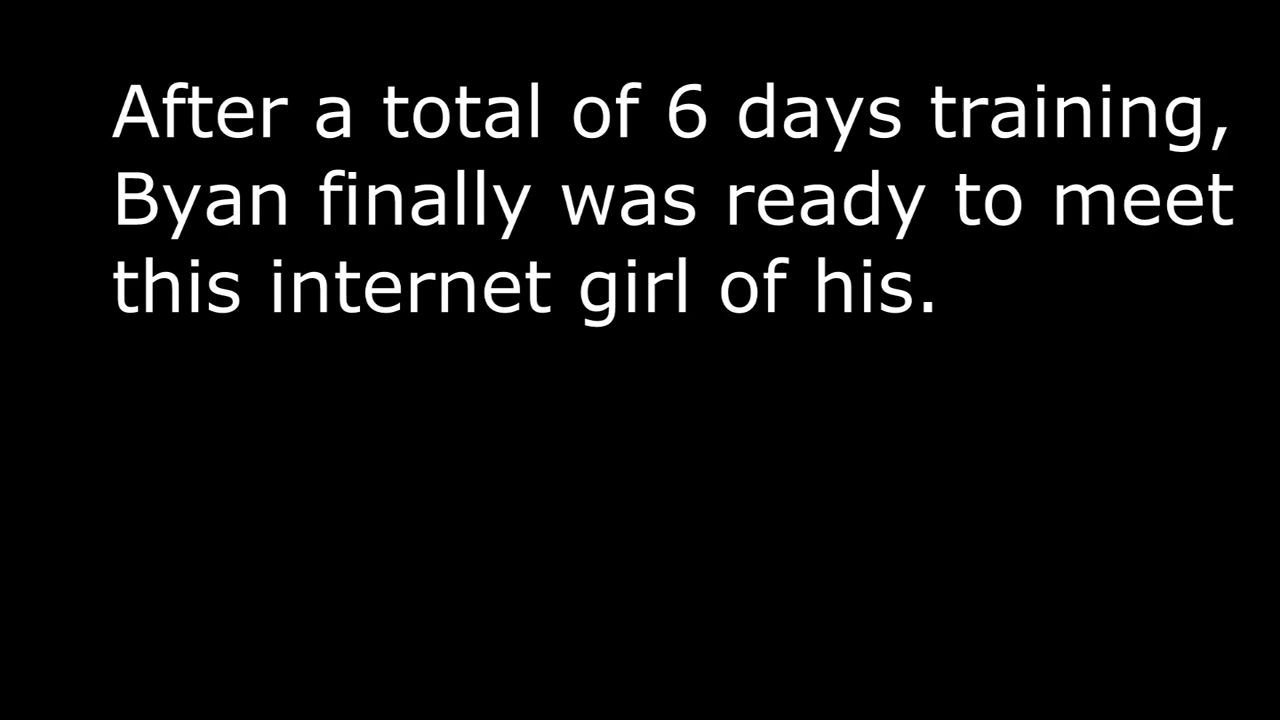 After a total of 6 days training,
Byan finally was ready to meet
this internet girl of his.